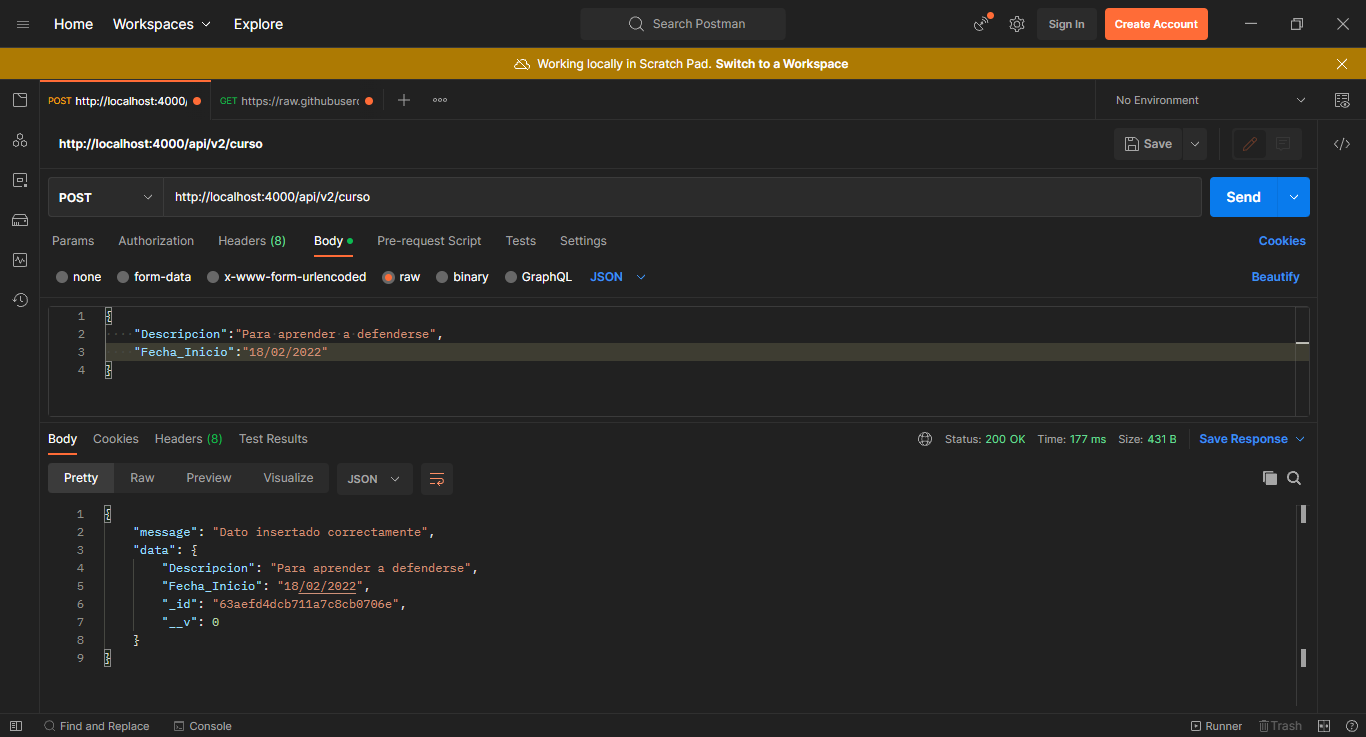 Home Workspaces Explore Search Postman Sign In Create Account
Working locally in Scratch Pad. Switch to a Workspace
POST http://localhost:4000/ GET https://raw.githubuserc No Environment
http://localhost:4000/api/v2/curso Save
POST http://localhost:4000/api/v2/curso Send
Params Authorization Headers (8) Body Pre-request Script Tests Settings Cookies
none form-data x-www-form-urlencoded raw binary GraphQL JSON Beautify
1 {
2 "Descripcion":"Para aprender a defenderse",
3 "Fecha_Inicio":"18/02/2022"
4 }
Body Cookies Headers (8) Test Results Status: 200 OK Time: 177 ms Size: 431 B Save Response
Pretty Raw Preview Visualize JSON
1 {
2 "message": "Dato insertado correctamente",
3 "data": {
4 "Descripcion": "Para aprender a defenderse",
5 "Fecha_Inicio": "18/02/2022",
6 "_id": "63aefd4dcb711a7c8cb0706e",
7 "__v": 0
8 }
9 }
Find and Replace Console Runner Trash